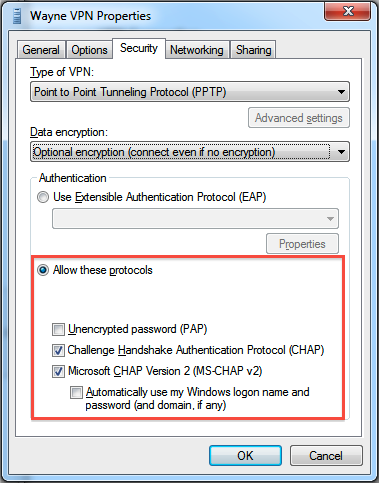 Wayne VPN Properties
General Options Security Networking Sharing
Type of VPN:
Point to Point Tunneling Protocol (PPTP)
Advanced settings
Data encryption:
Optional encryption (connect even if no encryption)
Authentication
Use Extensible Authentication Protocol (EAP)
Properties
Allow these protocols
Unencrypted password (PAP)
Challenge Handshake Authentication Protocol (CHAP)
Microsoft CHAP Version 2 (MS-CHAP v2)
Automatically use my Windows logon name and
password (and domain, if any)
OK Cancel